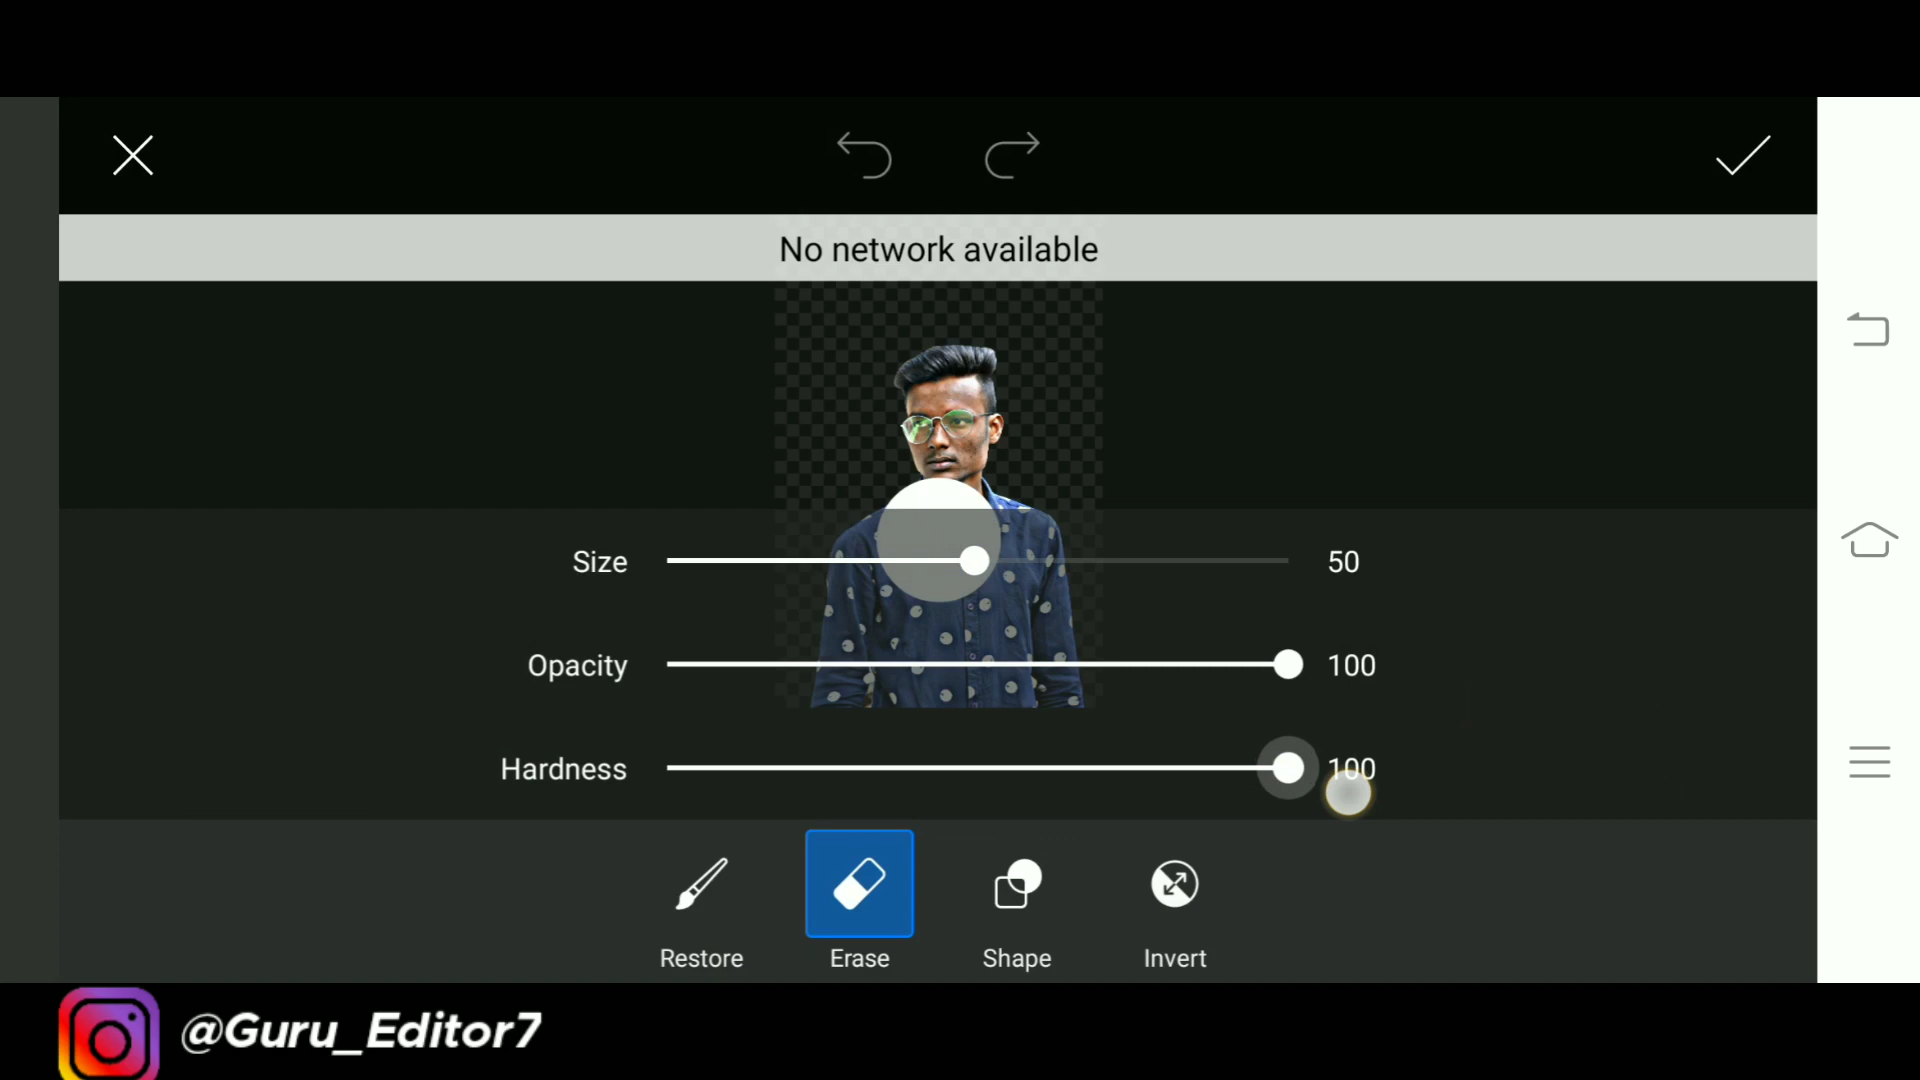 No network available
Size 50
Opacity 100
Hardness 100
Restore Erase Shape Invert
@Guru_Editor7